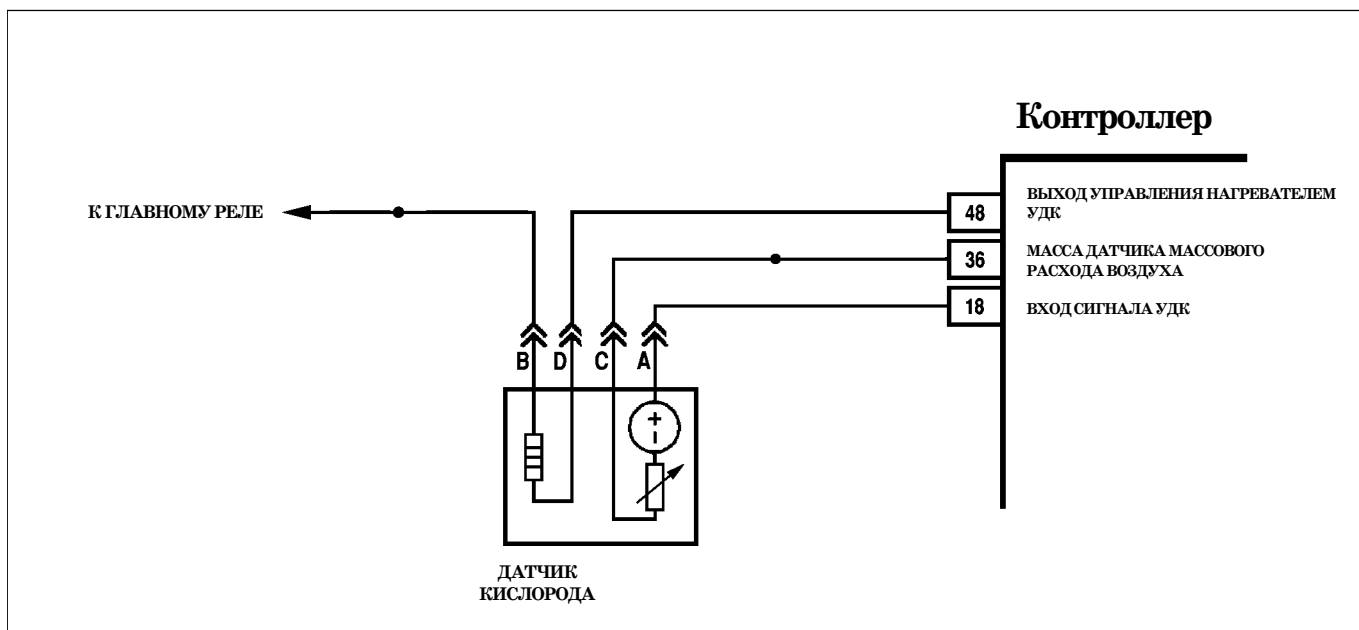 Контроллер
К ГЛАВНОМУ РЕЛЕ
48
ВЫХОД УПРАВЛЕНИЯ НАГРЕВАТЕЛЕМ
УДК
36
МАССА ДАТЧИКА МАССОВОГО
РАСХОДА ВОЗДУХА
18
ВХОД СИГНАЛА УДК
B D C A
+
-
ДАТЧИК
КИСЛОРОДА